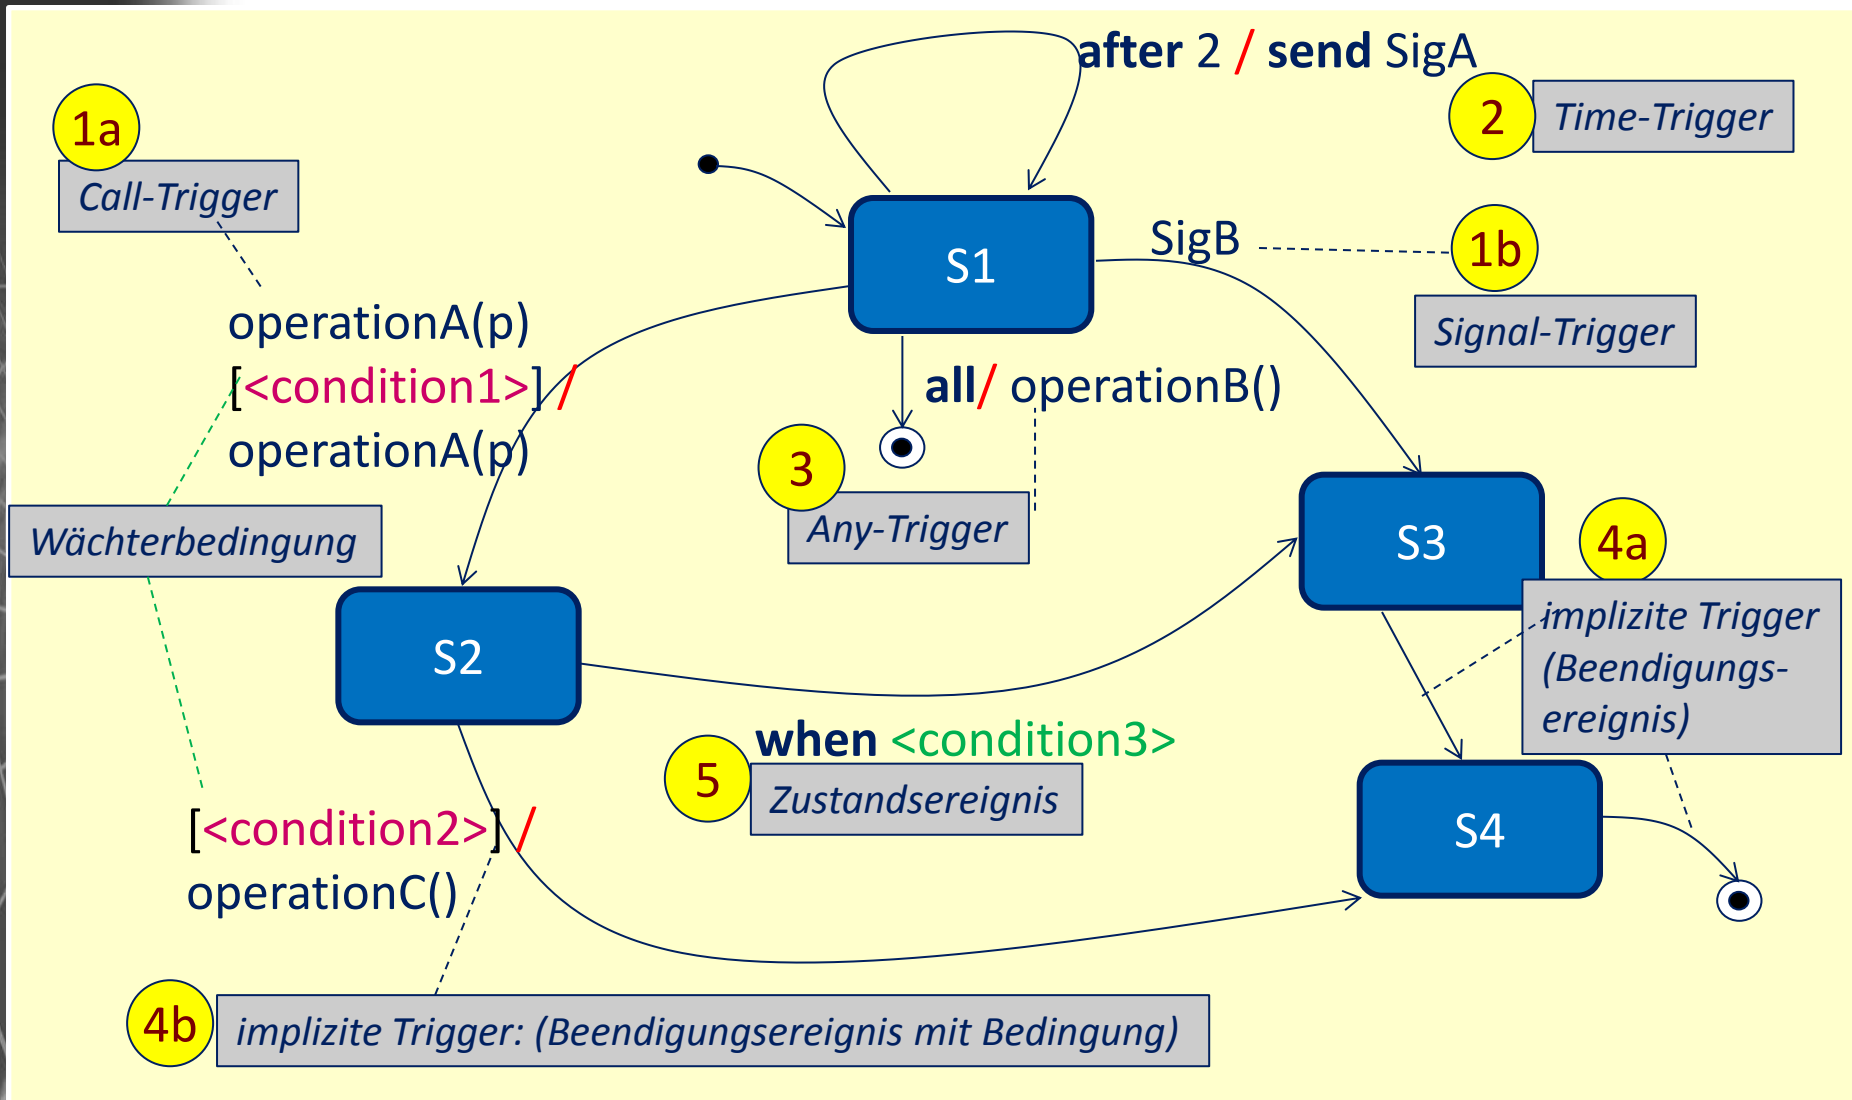 after 2 / send SigA
1a
2
Time-Trigger
Call-Trigger
S1
SigB
1b
Signal-Trigger
operationA(p)
[<condition1>] /
operationA(p)
all/ operationB()
3
Any-Trigger
Wächterbedingung
S3
4a
implizite Trigger
(Beendigungs-
ereignis)
S2
when <condition3>
5
Zustandsereignis
S4
[<condition2>] /
operationC()
4b
implizite Trigger: (Beendigungsereignis mit Bedingung)